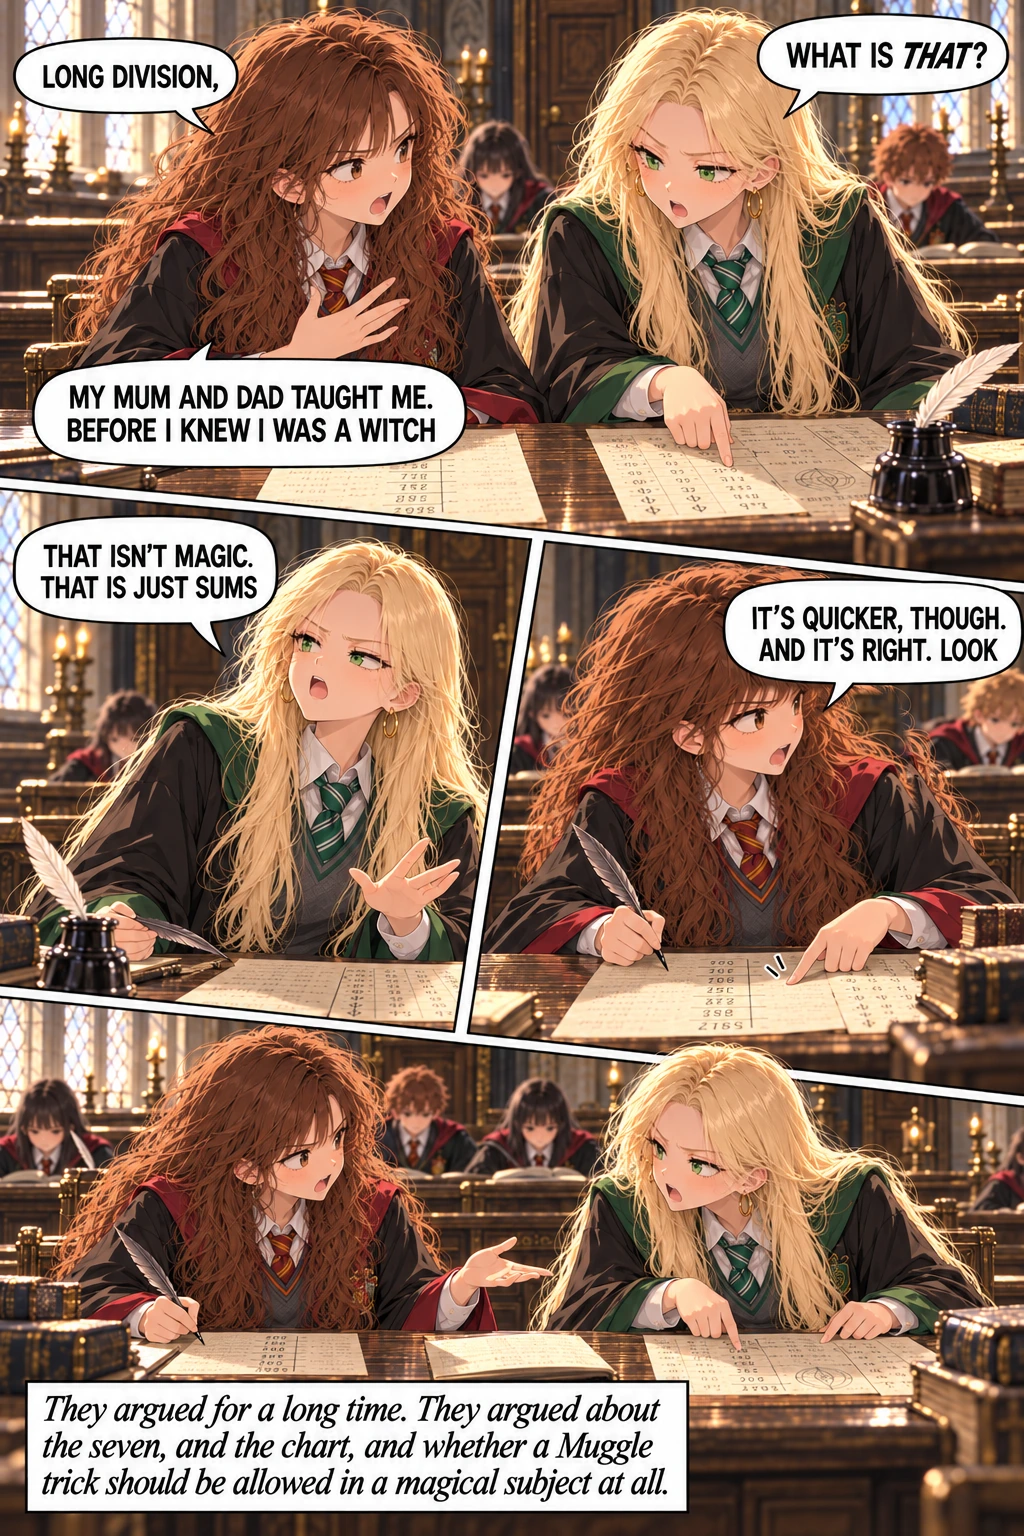 WHAT IS THAT?
LONG DIVISION,
MY MUM AND DAD TAUGHT ME.
BEFORE I KNEW I WAS A WITCH
THAT ISN'T MAGIC.
THAT IS JUST SUMS
IT'S QUICKER, THOUGH.
AND IT'S RIGHT. LOOK
They argued for a long time. They argued about
the seven, and the chart, and whether a Muggle
trick should be allowed in a magical subject at all.